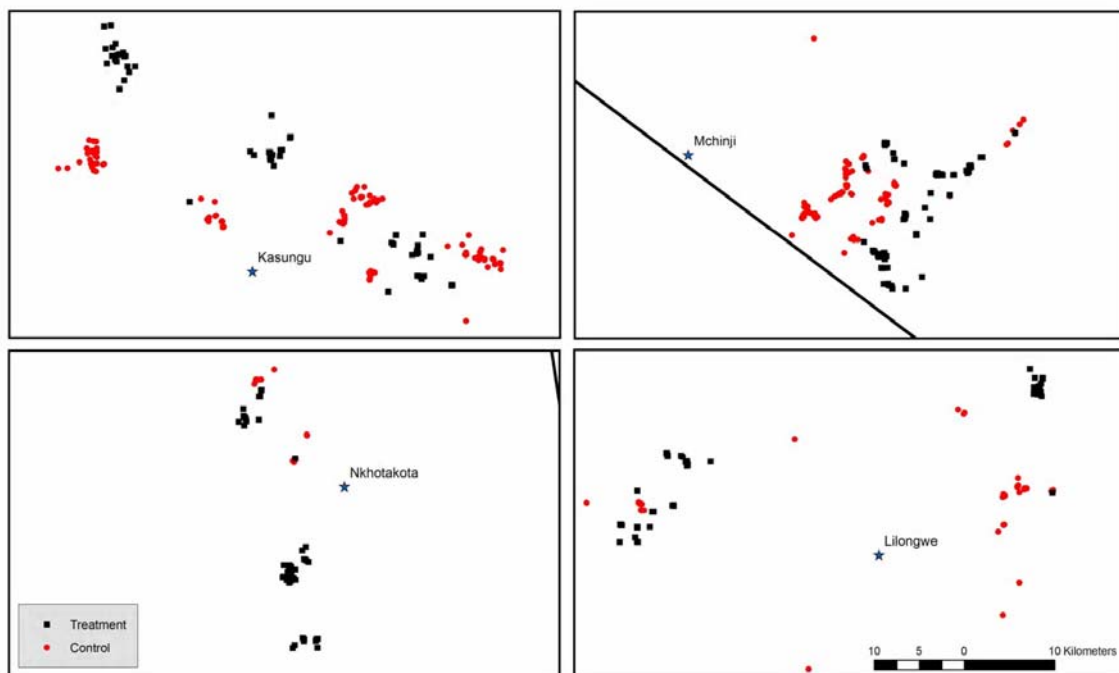 Kasungu
Mchinji
Nkhotakota
Treatment
Control
Lilongwe
10 5 0 10 Kilometers